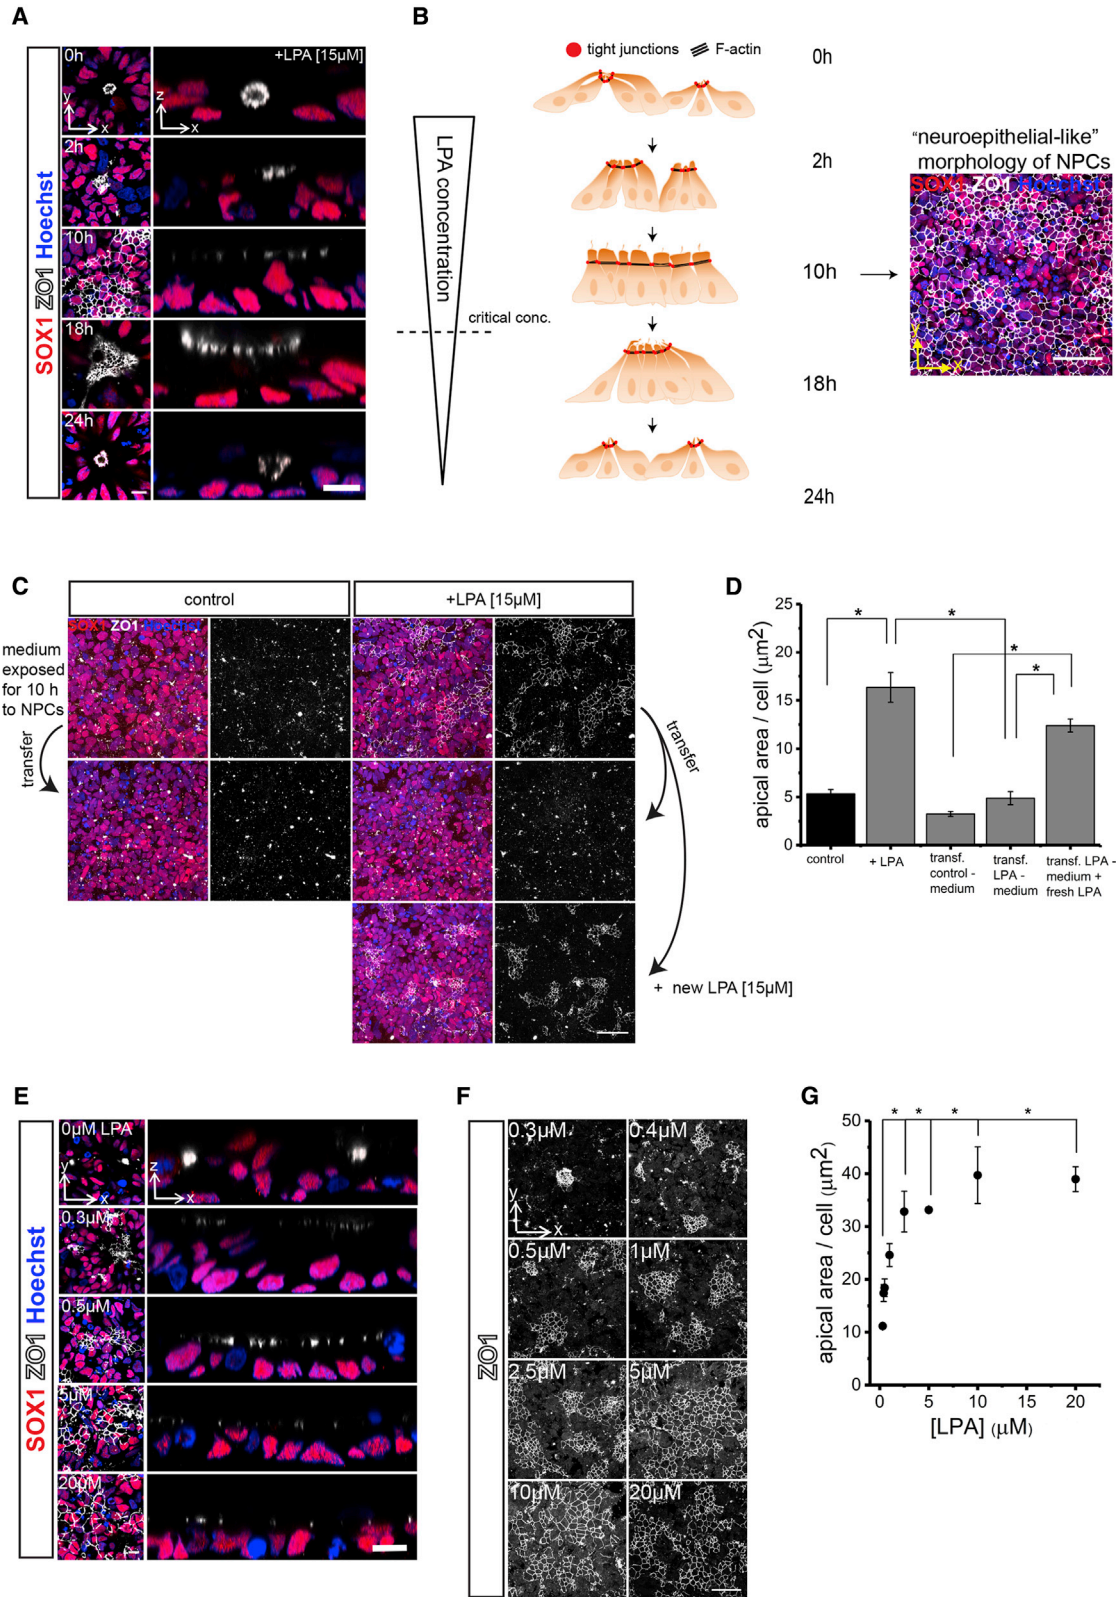 A
SOX1 ZO1 Hoechst
0h
y
x
+LPA [15µM]
z
x
2h
10h
18h
24h
B
tight junctions
F-actin
LPA concentration
critical conc.
0h
2h
10h
18h
24h
"neuroepithelial-like"
morphology of NPCs
SOX1 ZO1 Hoechst
y
x
C
control
+LPA [15µM]
medium
exposed
for 10 h
to NPCs
SOX1 ZO1 Hoechst
transfer
transfer
+ new LPA [15µM]
D
apical area / cell (µm2)
25
20
15
10
5
0
* * * *
control
+ LPA
transf.
control -
medium
transf.
LPA -
medium
transf. LPA -
medium +
fresh LPA
E
SOX1 ZO1 Hoechst
0µM LPA
y
x
z
x
0.3µM
0.5µM
5µM
20µM
F
ZO1
0.3µM
y
x
0.4µM
0.5µM
1µM
2.5µM
5µM
10µM
20µM
G
apical area / cell (µm2)
50
40
30
20
10
0
* * * *
0 5 10 15 20
[LPA] (µM)